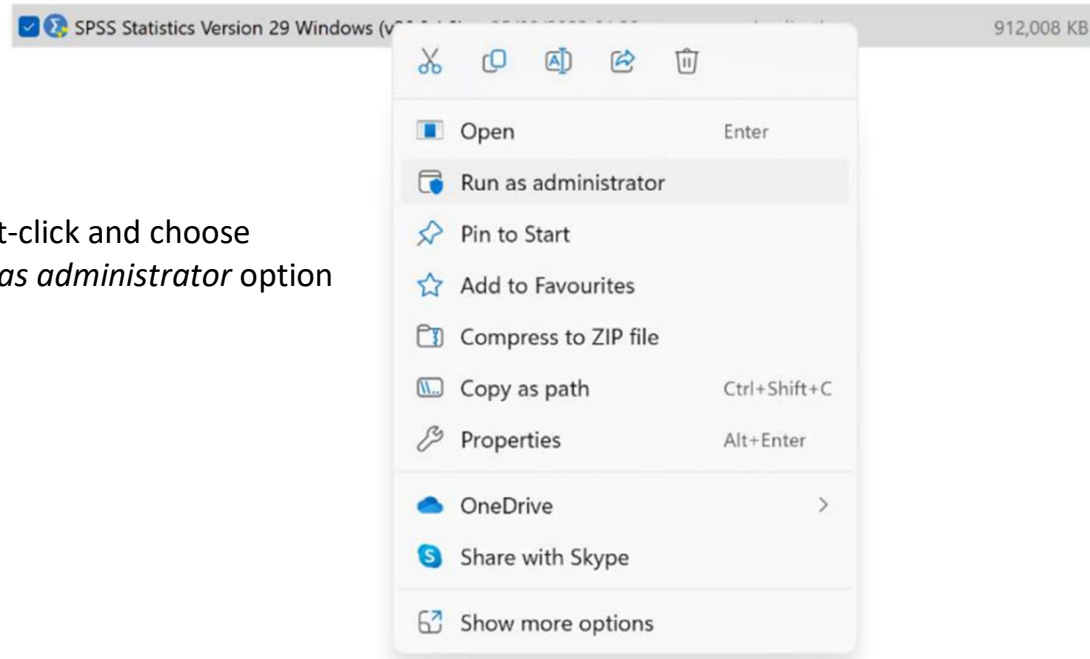 SPSS Statistics Version 29 Windows (v 912,008 KB
Open Enter
Run as administrator
t-click and choose
as administrator option
Pin to Start
Add to Favourites
Compress to ZIP file
Copy as path Ctrl+Shift+C
Properties Alt+Enter
OneDrive
Share with Skype
Show more options